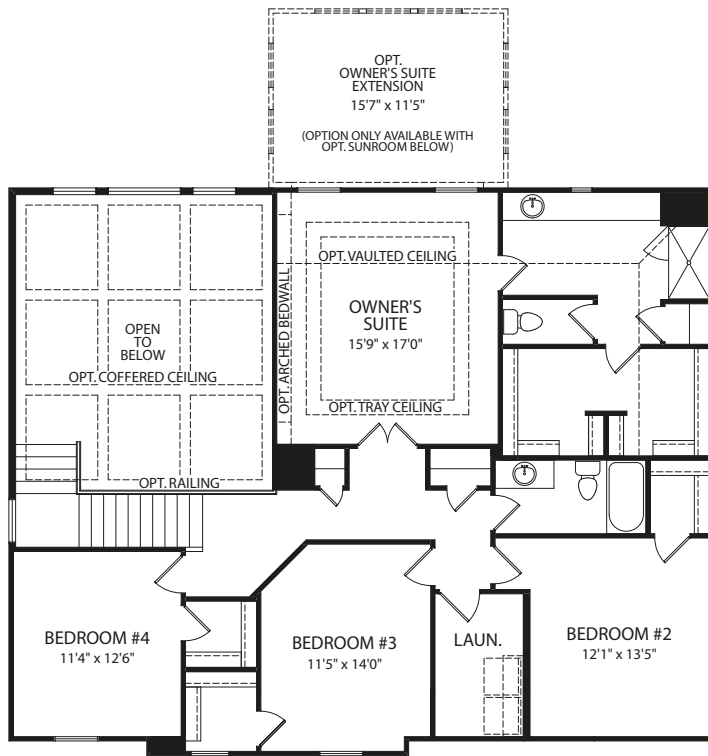 OPT.
OWNER'S SUITE
EXTENSION
15'7" x 11'5"
(OPTION ONLY AVAILABLE WITH
OPT. SUNROOM BELOW)
OPT. VAULTED CEILING
OPT. ARCHED BEDWALL
OWNER'S
SUITE
15'9" x 17'0"
OPT. TRAY CEILING
OPEN
TO
BELOW
OPT. COFFERED CEILING
OPT. RAILING
BEDROOM #4
11'4" x 12'6"
BEDROOM #3
11'5" x 14'0"
LAUN.
BEDROOM #2
12'1" x 13'5"